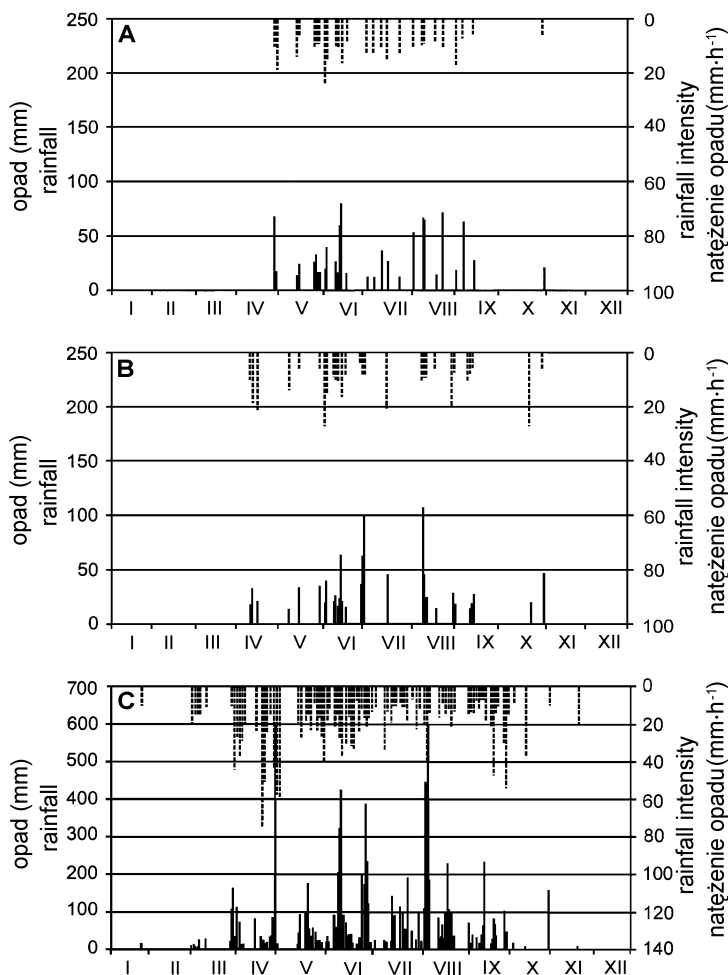 A
250
200
150
100
50
0
opad (mm)
rainfall
0
20
40
60
80
100
rainfall intensity
natężenie opadu (mm·h⁻¹)
I II III IV V VI VII VIII IX X XI XII
B
250
200
150
100
50
0
opad (mm)
rainfall
0
20
40
60
80
100
rainfall intensity
natężenie opadu (mm·h⁻¹)
I II III IV V VI VII VIII IX X XI XII
C
700
600
500
400
300
200
100
0
opad (mm)
rainfall
0
20
40
60
80
100
120
140
rainfall intensity
natężenie opadu (mm·h⁻¹)
I II III IV V VI VII VIII IX X XI XII